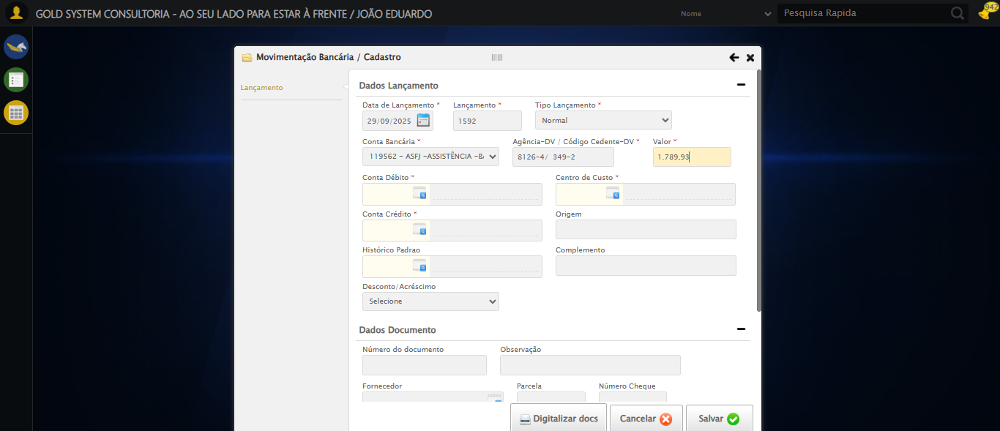 GOLD SYSTEM CONSULTORIA - AO SEU LADO PARA ESTAR À FRENTE / JOÃO EDUARDO
Nome
Pesquisa Rapida
942
Movimentação Bancária / Cadastro
Lançamento
Dados Lançamento
Data de Lançamento * Lançamento * Tipo Lançamento *
29/09/2025 1592 Normal
Conta Bancária * Agência-DV / Código Cedente-DV * Valor *
119562 - ASFJ -ASSISTÊNCIA -BA 8126-4/ 349-2 1.789,93
Conta Débito * Centro de Custo *
Conta Crédito * Origem
Histórico Padrao Complemento
Desconto/Acréscimo
Selecione
Dados Documento
Número do documento Observação
Fornecedor Parcela Número Cheque
Digitalizar docs Cancelar Salvar